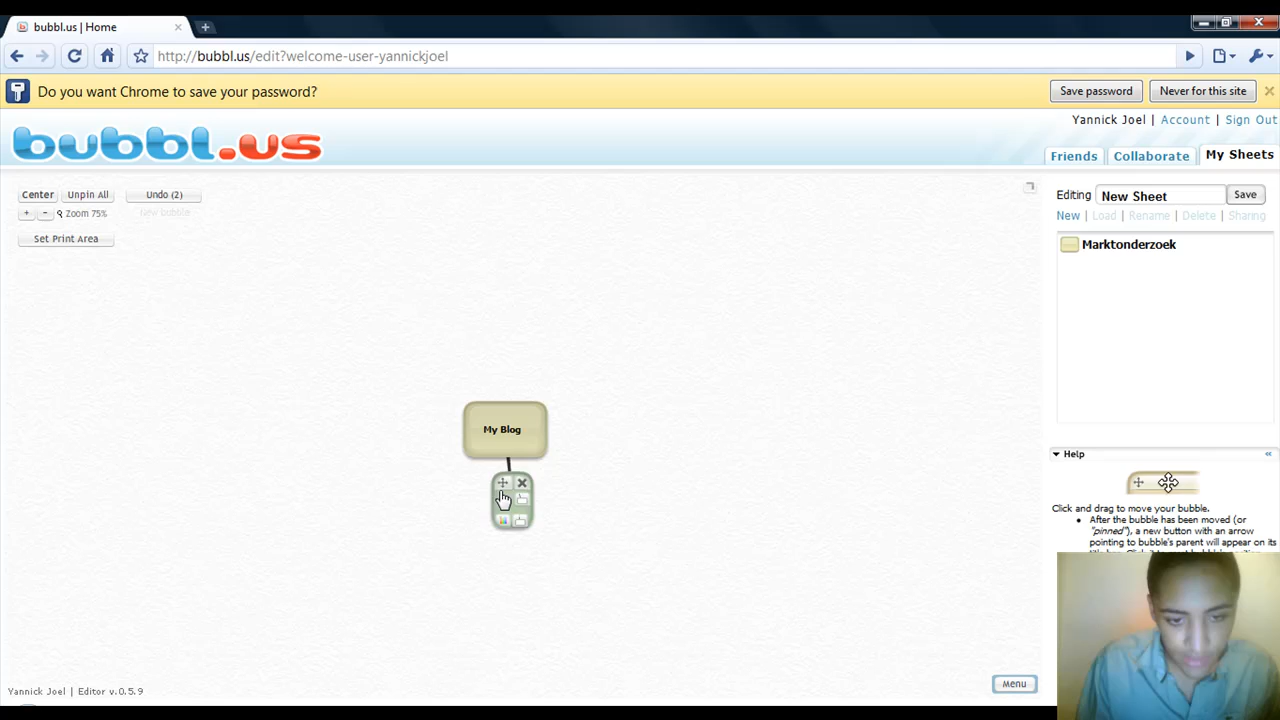 bubbl.us | Home
http://bubbl.us/edit?welcome-user-yannickjoel
Do you want Chrome to save your password?
Save password
Never for this site
bubbl.us
Yannick Joel | Account | Sign Out
Friends
Collaborate
My Sheets
Center
Unpin All
Undo (2)
+ - Zoom 75%
New bubble
Set Print Area
Editing New Sheet Save
New | Load | Rename | Delete | Sharing
Marktonderzoek
My Blog
Help
Click and drag to move your bubble.
• After the bubble has been moved (or
"pinned"), a new button with an arrow
pointing to bubble's parent will appear on its
Menu
Yannick Joel | Editor v.0.5.9